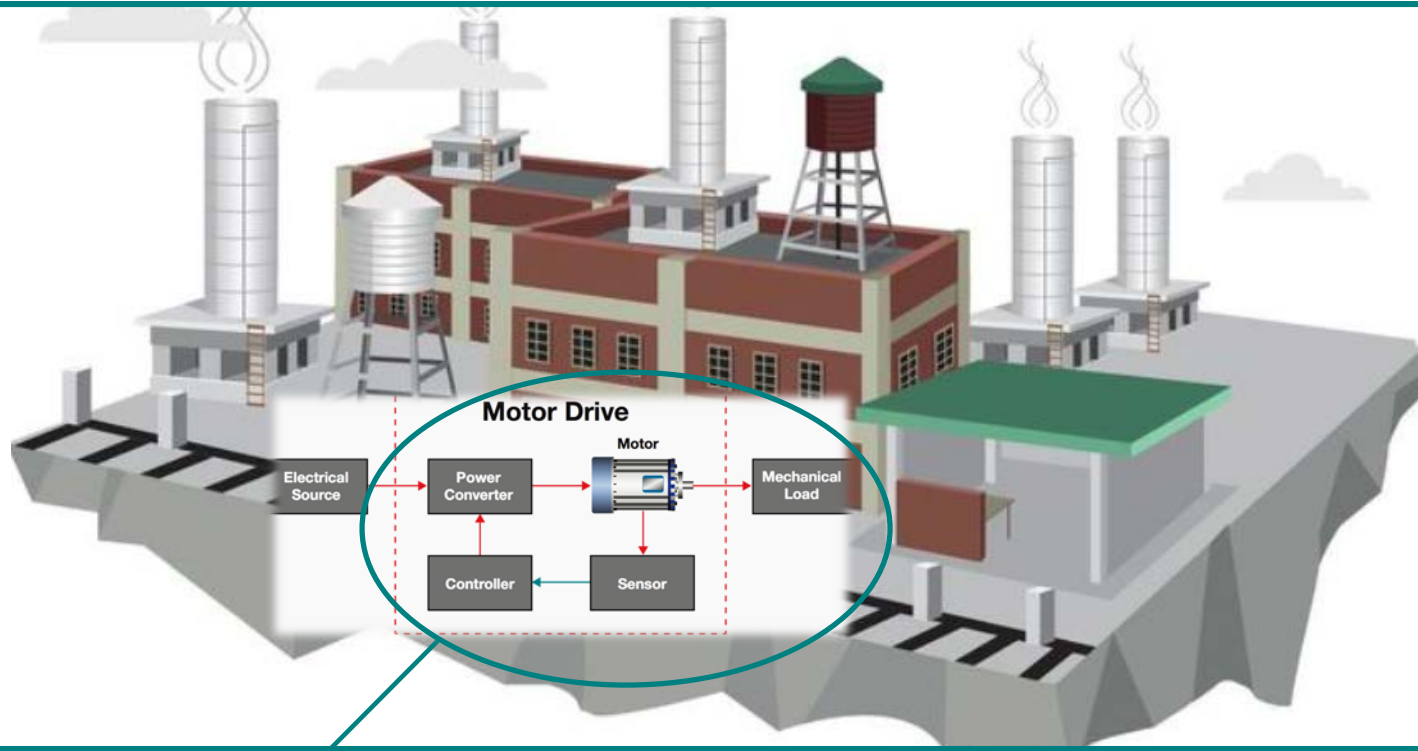 Motor Drive
Motor
Electrical
Source
Power
Converter
Mechanical
Load
Controller
Sensor